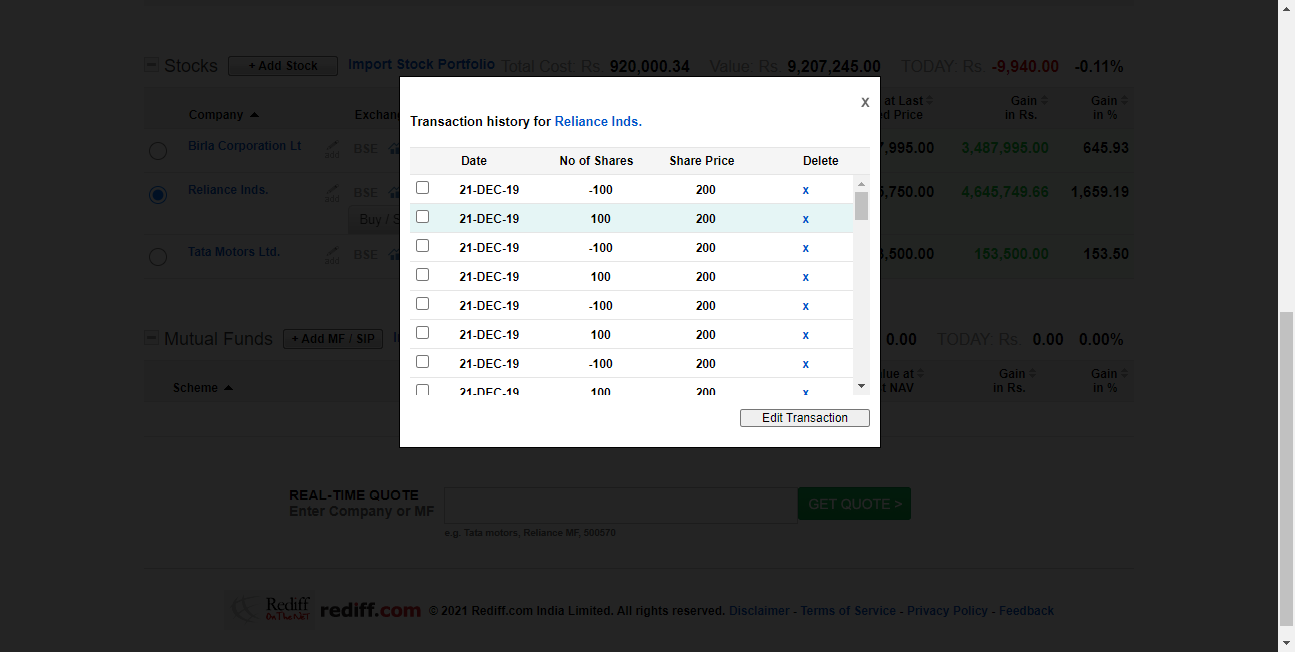 Stocks + Add Stock Import Stock Portfolio Total Cost: Rs. 920,000.34 Value: Rs. 9,207,245.00 TODAY: Rs. -9,940.00 -0.11%
X
Transaction history for Reliance Inds.
Company Exchan at Last Gain Gain
d Price in Rs. in %
Date No of Shares Share Price Delete
Birla Corporation Lt add BSE 7,995.00 3,487,995.00 645.93
Reliance Inds. add BSE 5,750.00 4,645,749.66 1,659.19
Buy / S
Tata Motors Ltd. add BSE 3,500.00 153,500.00 153.50
21-DEC-19 -100 200 x
21-DEC-19 100 200 x
21-DEC-19 -100 200 x
21-DEC-19 100 200 x
21-DEC-19 -100 200 x
21-DEC-19 100 200 x
21-DEC-19 -100 200 x
21-DEC-19 100 200 x
Edit Transaction
Mutual Funds + Add MF / SIP 0.00 TODAY: Rs. 0.00 0.00%
Scheme lue at Gain Gain
t NAV in Rs. in %
REAL-TIME QUOTE
Enter Company or MF GET QUOTE >
e.g. Tata motors, Reliance MF, 500570
Rediff
ON THE NET
rediff.com © 2021 Rediff.com India Limited. All rights reserved. Disclaimer - Terms of Service - Privacy Policy - Feedback